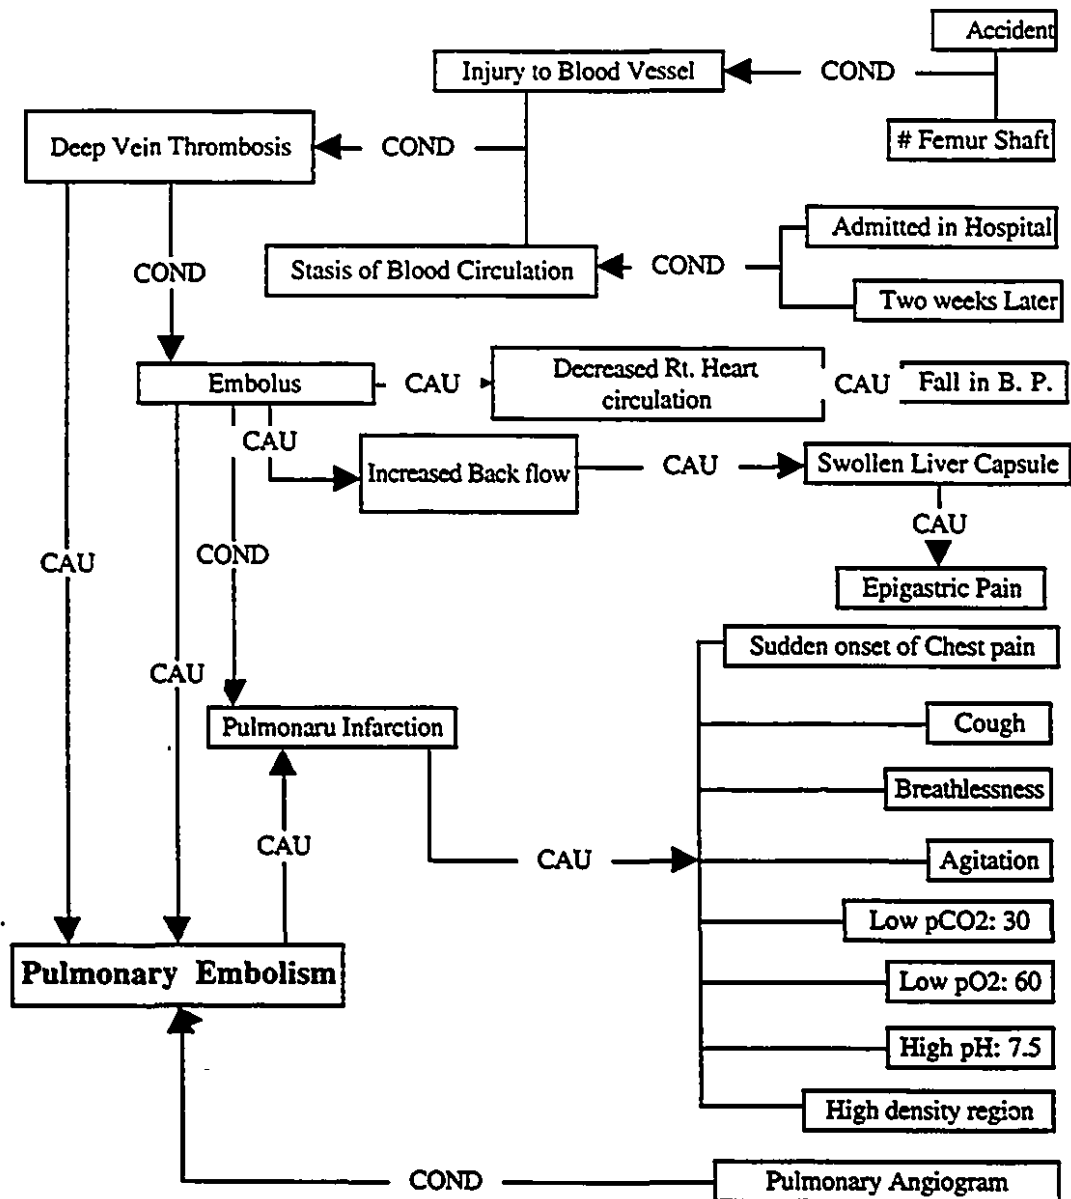 Accident
Injury to Blood Vessel
COND
# Femur Shaft
Deep Vein Thrombosis
COND
Admitted in Hospital
COND
Stasis of Blood Circulation
COND
Two weeks Later
Embolus
CAU
Decreased Rt. Heart
circulation
CAU
Fall in B. P.
CAU
Increased Back flow
CAU
Swollen Liver Capsule
CAU
CAU
COND
Epigastric Pain
Sudden onset of Chest pain
CAU
Pulmonaru Infarction
Cough
Breathlessness
CAU
CAU
Agitation
Low pCO2: 30
Pulmonary Embolism
Low pO2: 60
High pH: 7.5
High density region
COND
Pulmonary Angiogram